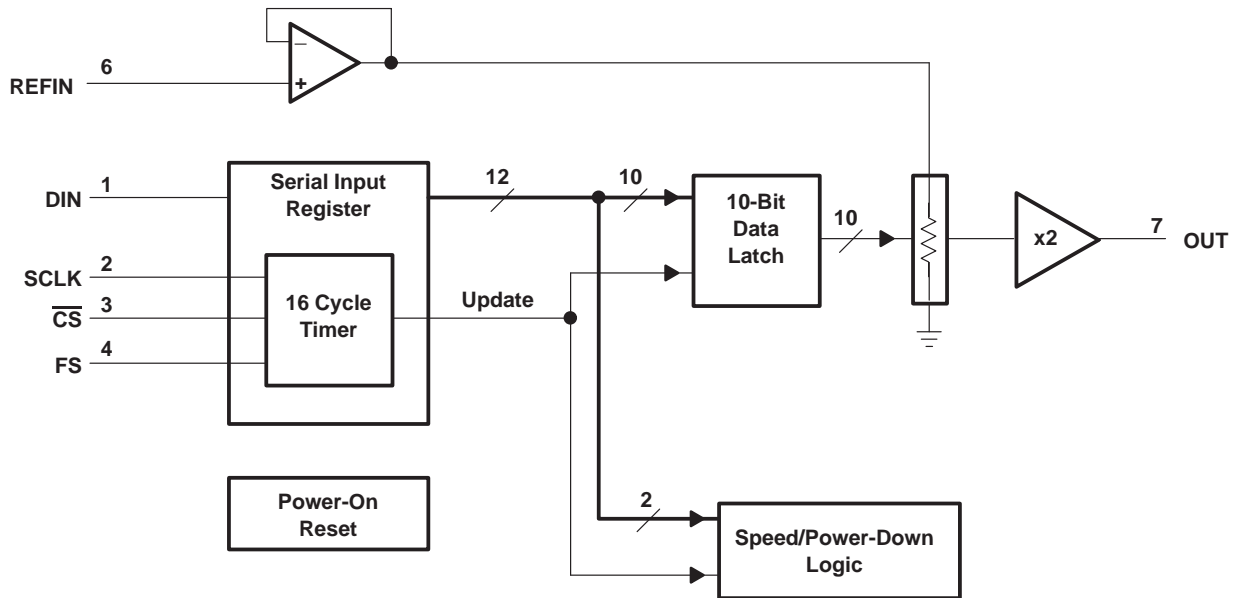 6
REFIN
−
+
DIN
1
Serial Input
Register
12
10
10-Bit
Data
Latch
10
x2
7
OUT
SCLK
2
CS
3
FS
4
16 Cycle
Timer
Update
Power-On
Reset
2
Speed/Power-Down
Logic